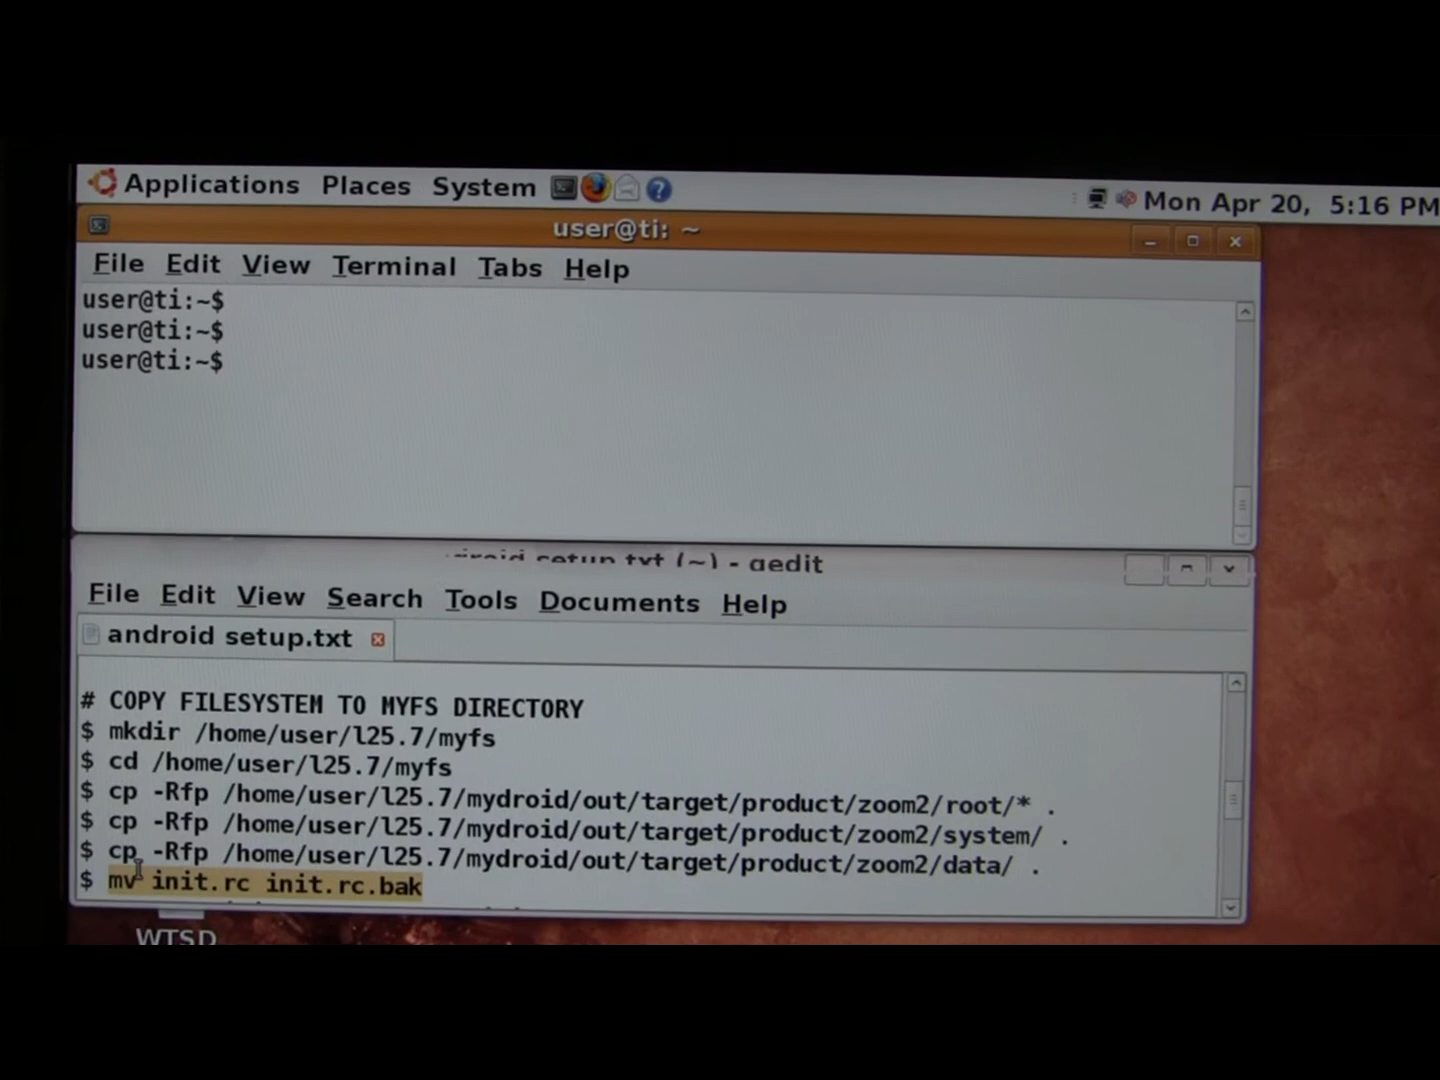 Applications Places System Mon Apr 20, 5:16 PM
user@ti: ~
File Edit View Terminal Tabs Help
user@ti:~$
user@ti:~$
user@ti:~$
android setup.txt (~) - gedit
File Edit View Search Tools Documents Help
android setup.txt
# COPY FILESYSTEM TO MYFS DIRECTORY
$ mkdir /home/user/l25.7/myfs
$ cd /home/user/l25.7/myfs
$ cp -Rfp /home/user/l25.7/mydroid/out/target/product/zoom2/root/* .
$ cp -Rfp /home/user/l25.7/mydroid/out/target/product/zoom2/system/ .
$ cp -Rfp /home/user/l25.7/mydroid/out/target/product/zoom2/data/ .
$ mv init.rc init.rc.bak
WTSD